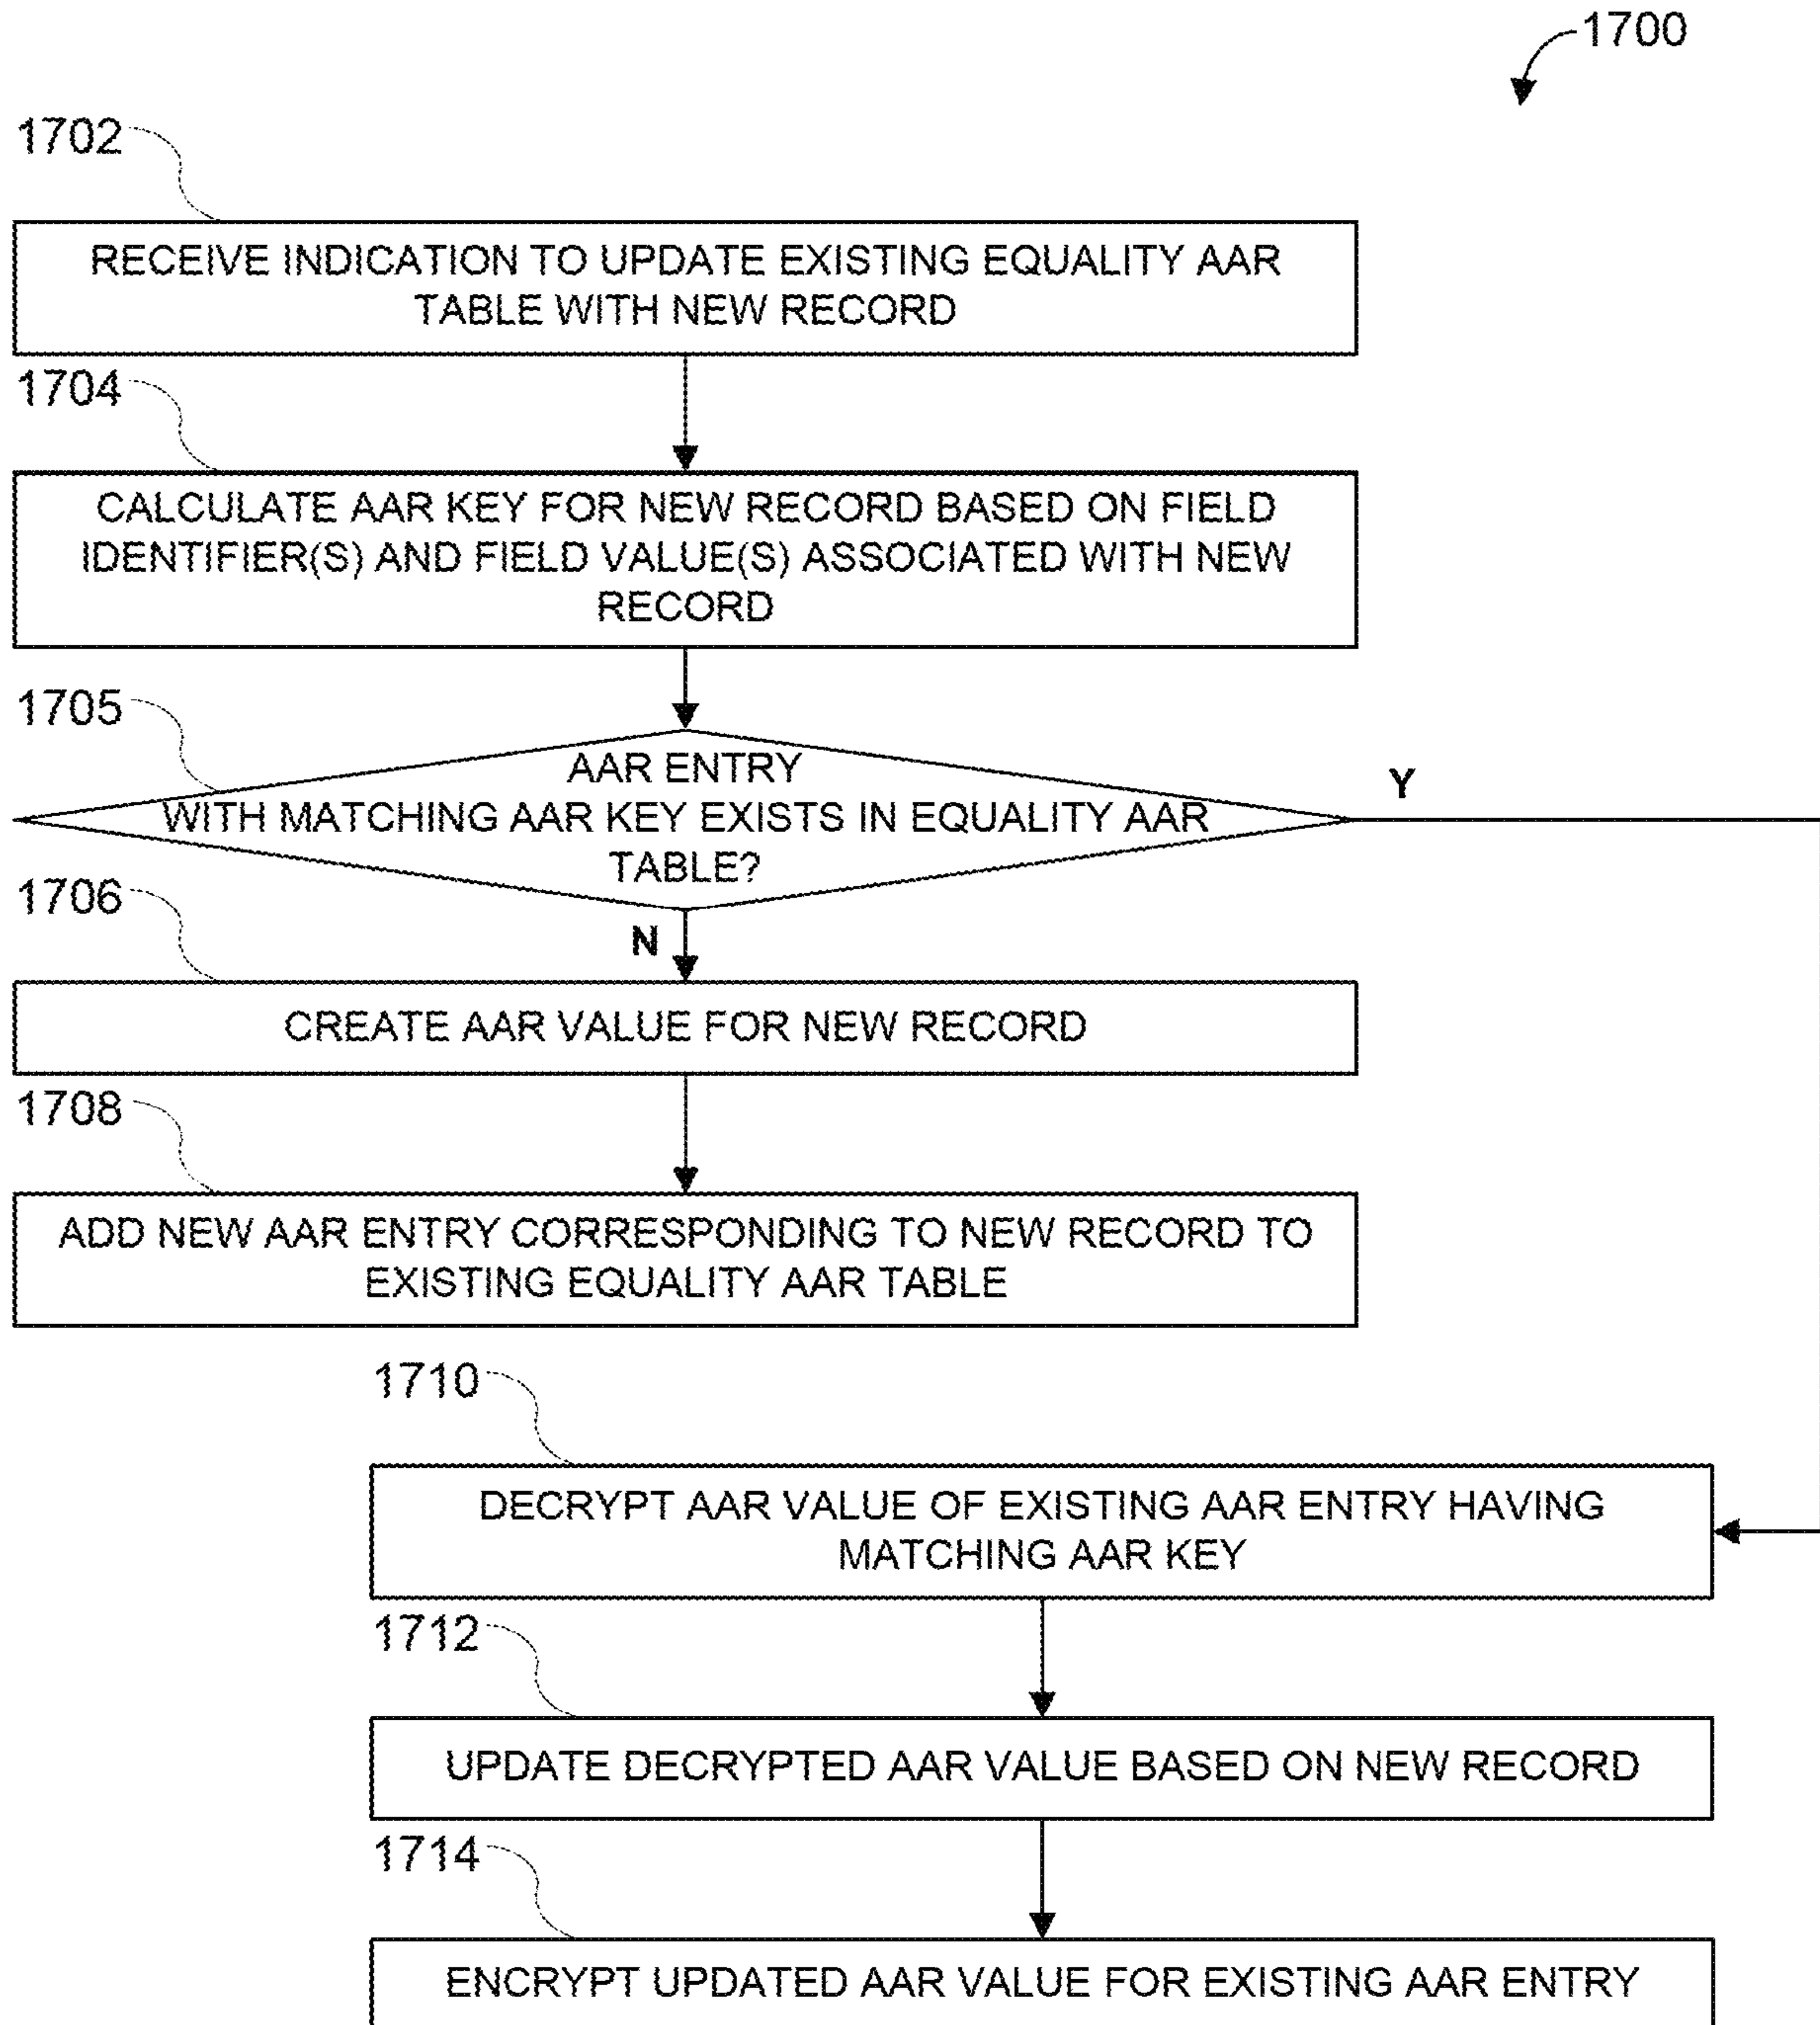 1700
1702
RECEIVE INDICATION TO UPDATE EXISTING EQUALITY AAR
TABLE WITH NEW RECORD
1704
CALCULATE AAR KEY FOR NEW RECORD BASED ON FIELD
IDENTIFIER(S) AND FIELD VALUE(S) ASSOCIATED WITH NEW
RECORD
1705
AAR ENTRY
WITH MATCHING AAR KEY EXISTS IN EQUALITY AAR
TABLE?
Y
N
1706
CREATE AAR VALUE FOR NEW RECORD
1708
ADD NEW AAR ENTRY CORRESPONDING TO NEW RECORD TO
EXISTING EQUALITY AAR TABLE
1710
DECRYPT AAR VALUE OF EXISTING AAR ENTRY HAVING
MATCHING AAR KEY
1712
UPDATE DECRYPTED AAR VALUE BASED ON NEW RECORD
1714
ENCRYPT UPDATED AAR VALUE FOR EXISTING AAR ENTRY